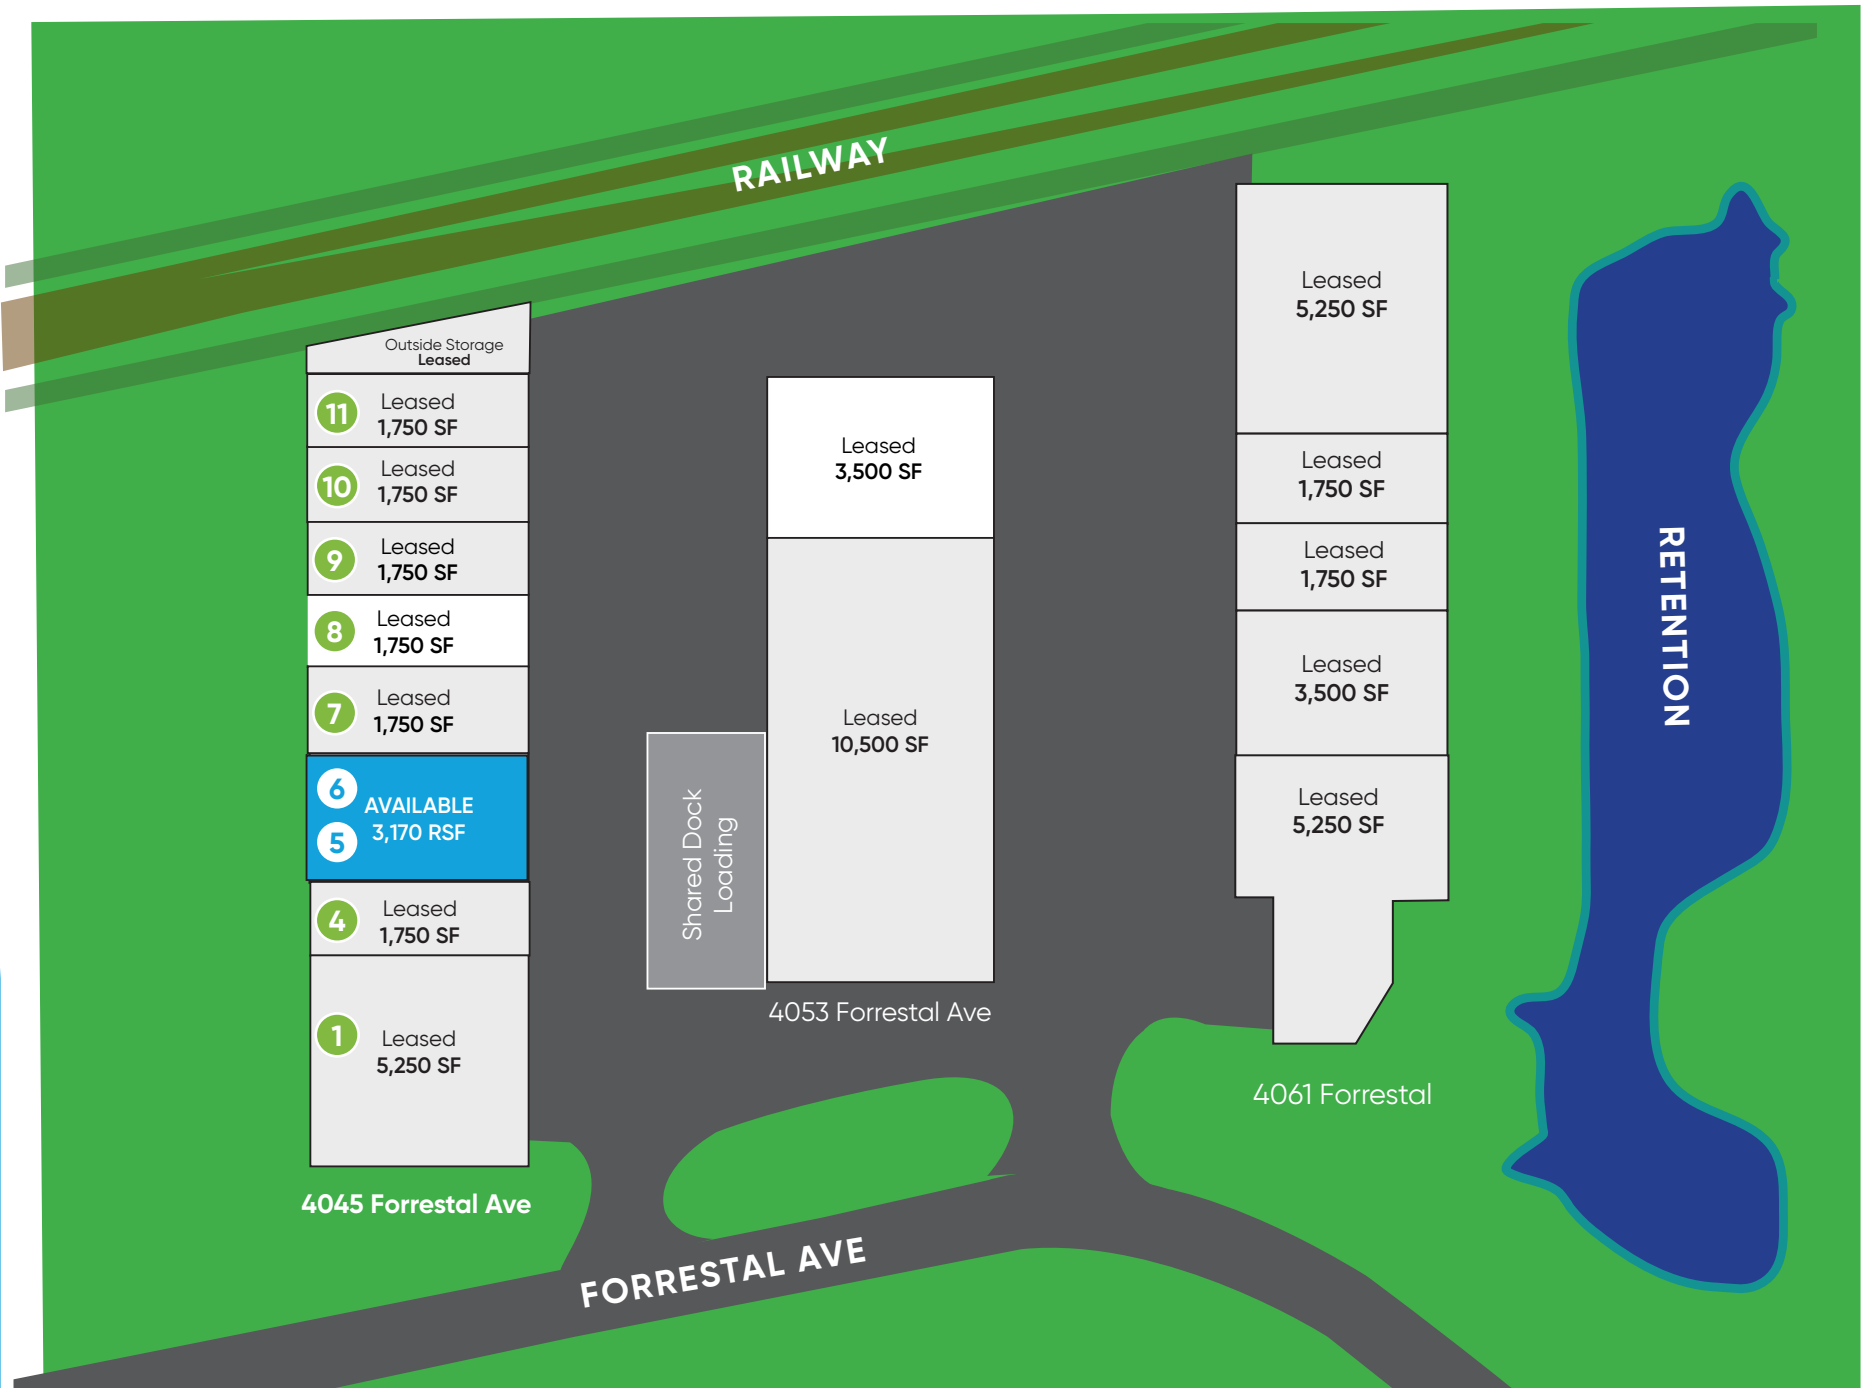 RAILWAY
Outside Storage
Leased
11
Leased
1,750 SF
10
Leased
1,750 SF
9
Leased
1,750 SF
8
Leased
1,750 SF
7
Leased
1,750 SF
6
5
AVAILABLE
3,170 RSF
4
Leased
1,750 SF
1
Leased
5,250 SF
4045 Forrestal Ave
Leased
3,500 SF
Leased
10,500 SF
Shared Dock
Loading
4053 Forrestal Ave
Leased
5,250 SF
Leased
1,750 SF
Leased
1,750 SF
Leased
3,500 SF
Leased
5,250 SF
4061 Forrestal
RETENTION
FORRESTAL AVE